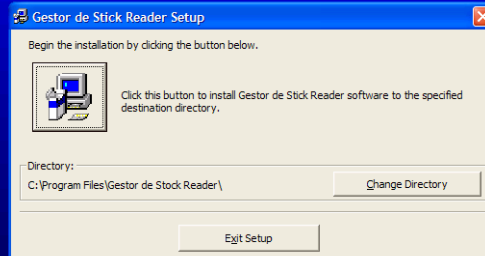 Gestor de Stick Reader Setup
Begin the installation by clicking the button below.
Click this button to install Gestor de Stick Reader software to the specified
destination directory.
Directory:
C:\Program Files\Gestor de Stock Reader\
Change Directory
Exit Setup